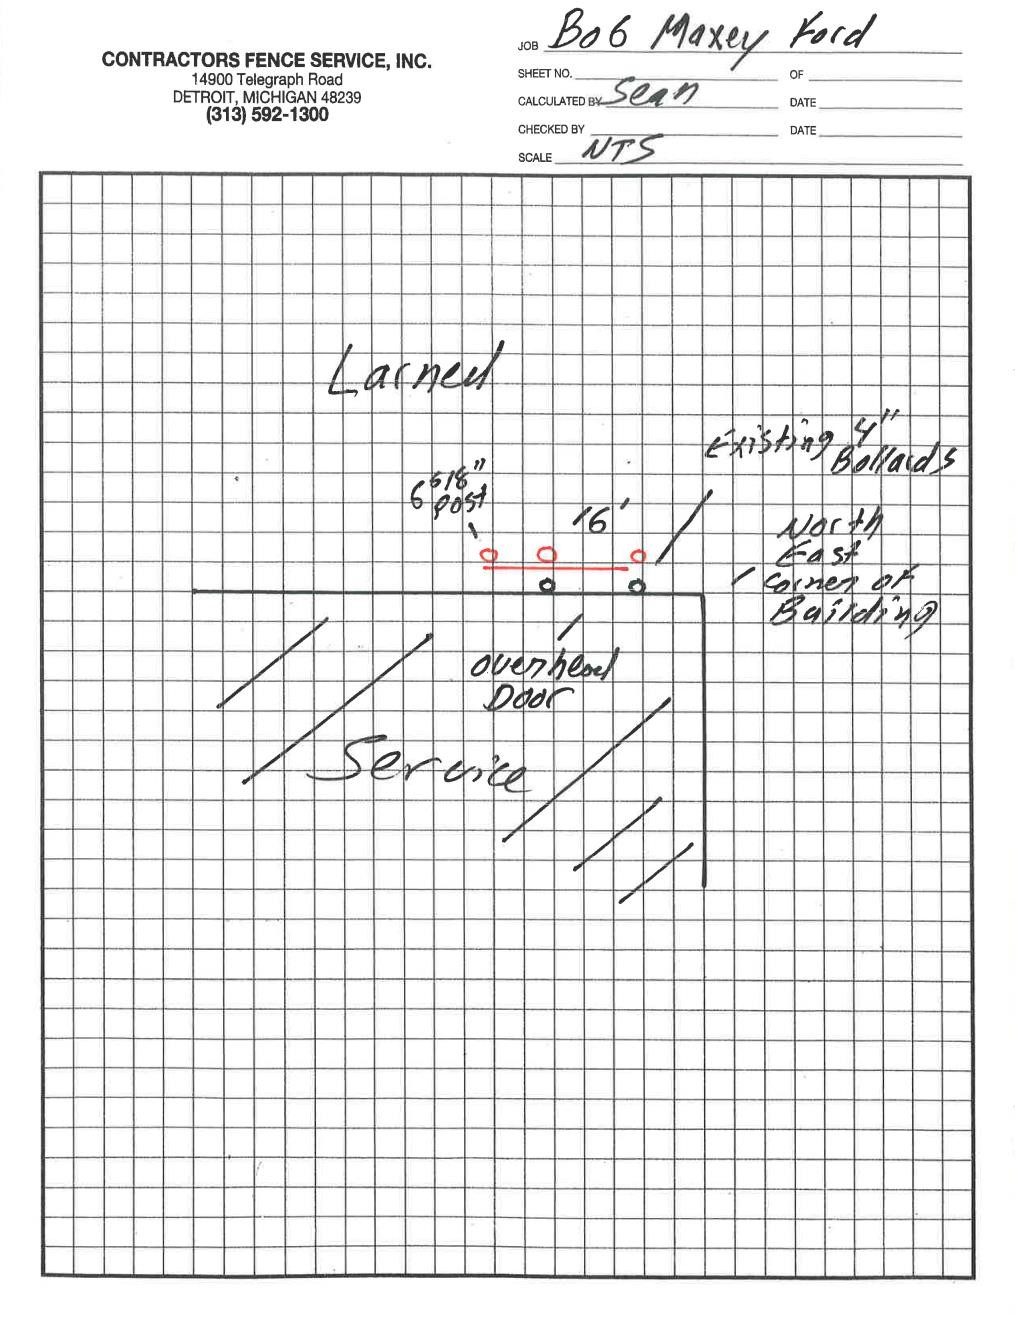 CONTRACTORS FENCE SERVICE, INC.
14900 Telegraph Road
DETROIT, MICHIGAN 48239
(313) 592-1300
JOB Bob Maxey Ford
SHEET NO. OF
CALCULATED BY Sean DATE
CHECKED BY DATE
SCALE NTS
Larned
Existing 4"
Bollards
6 5/8"
post
16'
North
East
corner of
Building
overhead
Door
Service